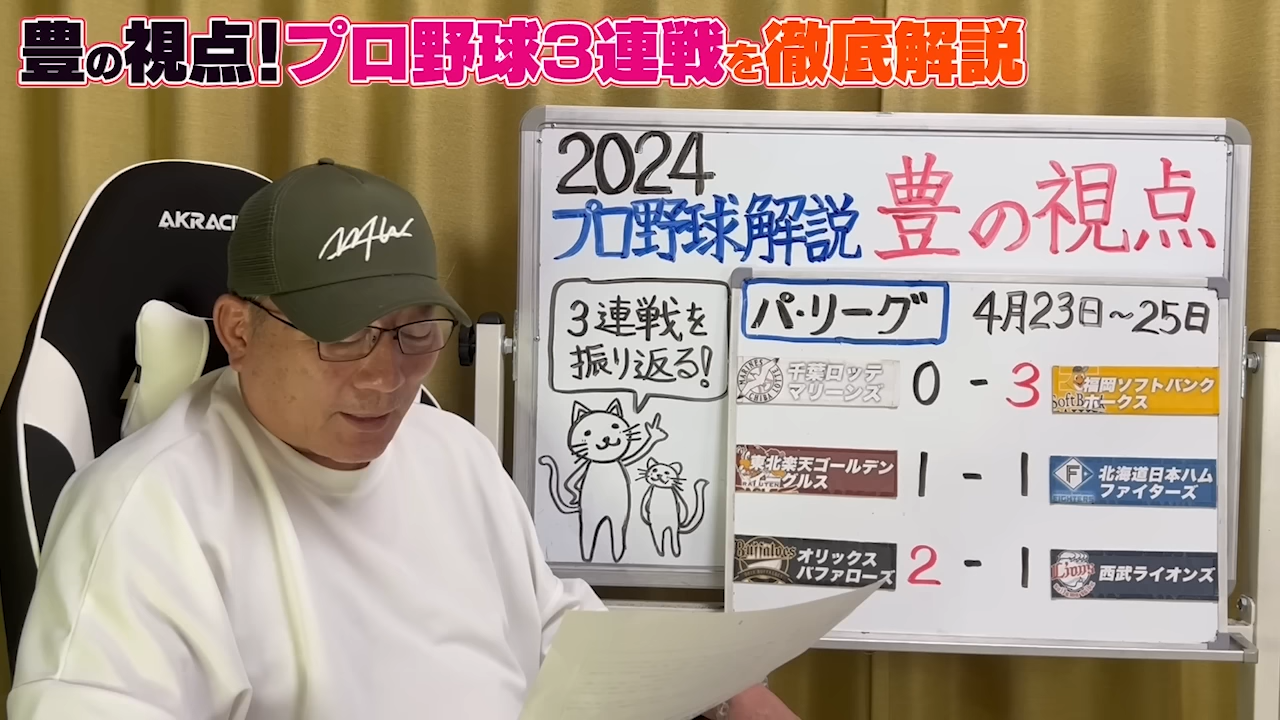 豊の視点!プロ野球3連戦を徹底解説
AKRACI
2024
プロ野球解説 豊の視点
3連戦を
振り返る!
パ・リーグ 4月23日~25日
千葉ロッテ
マリーンズ
0 - 3
福岡ソフトバンク
ホークス
東北楽天ゴールデン
グルス
1 - 1
F
北海道日本ハム
ファイターズ
FIGHTERS
Buffaloes
オリックス
バファローズ
2 - 1
Lions
西武ライオンズ